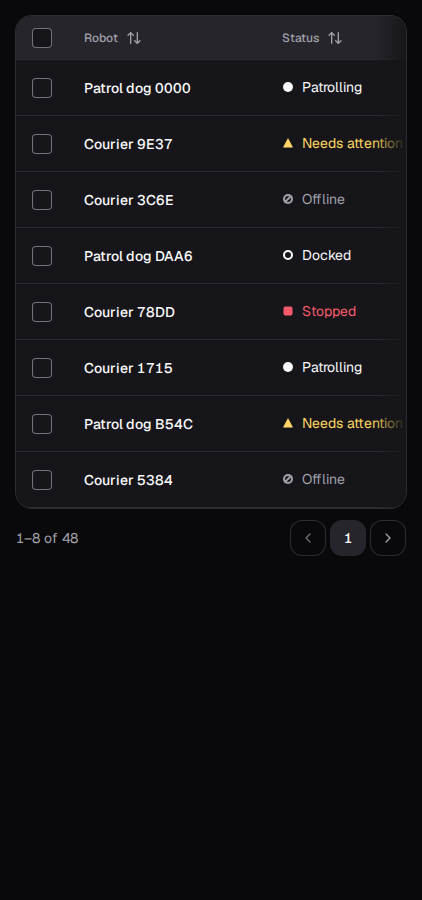 Robot Status
Patrol dog 0000 Patrolling
Courier 9E37 Needs attention
Courier 3C6E Offline
Patrol dog DAA6 Docked
Courier 78DD Stopped
Courier 1715 Patrolling
Patrol dog B54C Needs attention
Courier 5384 Offline
1–8 of 48 1